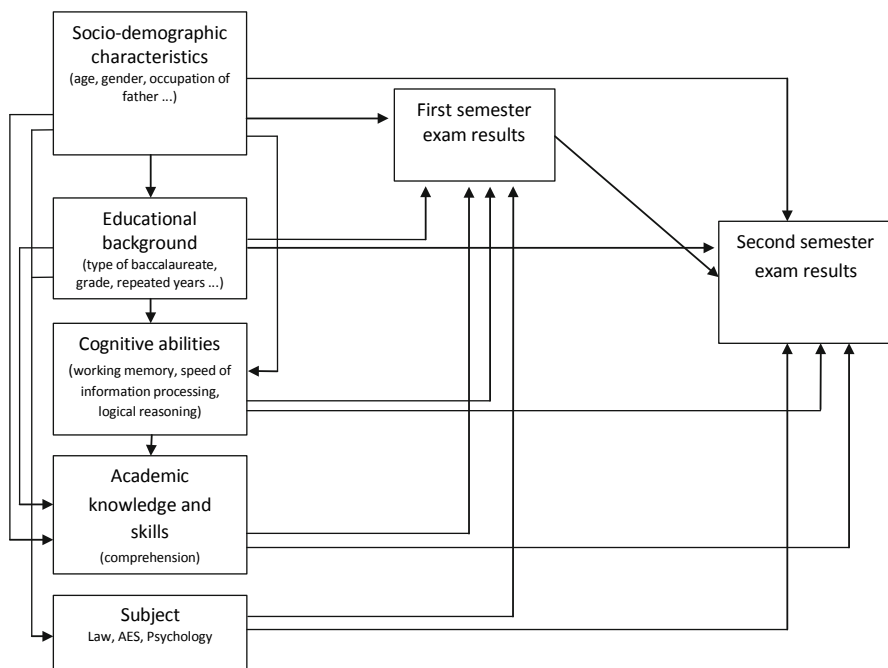 Socio-demographic
characteristics
(age, gender, occupation of
father ...)
First semester
exam results
Educational
background
(type of baccalaureate,
grade, repeated years ...)
Second semester
exam results
Cognitive abilities
(working memory, speed of
information processing,
logical reasoning)
Academic
knowledge and
skills
(comprehension)
Subject
Law, AES, Psychology